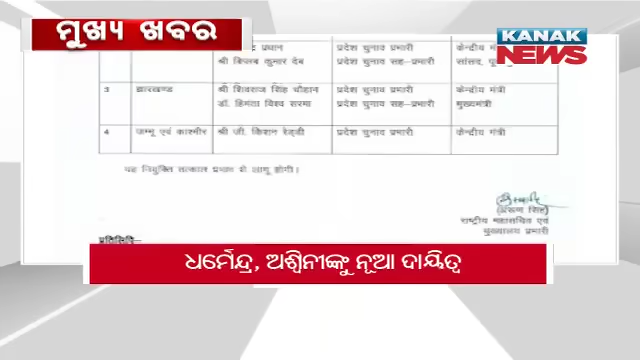 ମୁଖ୍ୟ ଖବର
KANAK
NEWS
प्रधान
प्रदेश चुनाव प्रभारी
केन्द्रीय मंत्री
श्री बिप्लब कुमार देब
प्रदेश चुनाव सह–प्रभारी
सांसद,
3
झारखण्ड
श्री शिवराज सिंह चौहान
प्रदेश चुनाव प्रभारी
केन्द्रीय मंत्री
डॉ. हिमंता विश्व सरमा
प्रदेश चुनाव सह–प्रभारी
मुख्यमंत्री
4
जम्मू एवं काश्मीर
श्री जी. किशन रेड्डी
प्रदेश चुनाव प्रभारी
केन्द्रीय मंत्री
यह नियुक्ति तत्काल प्रभाव से लागू होगी।
(अरूण सिंह)
राष्ट्रीय महासचिव एवं
मुख्यालय प्रभारी
प्रतिलिपि:–
ଧର୍ମେନ୍ଦ୍ର, ଅଶ୍ୱିନୀଙ୍କୁ ନୂଆ ଦାୟିତ୍ୱ